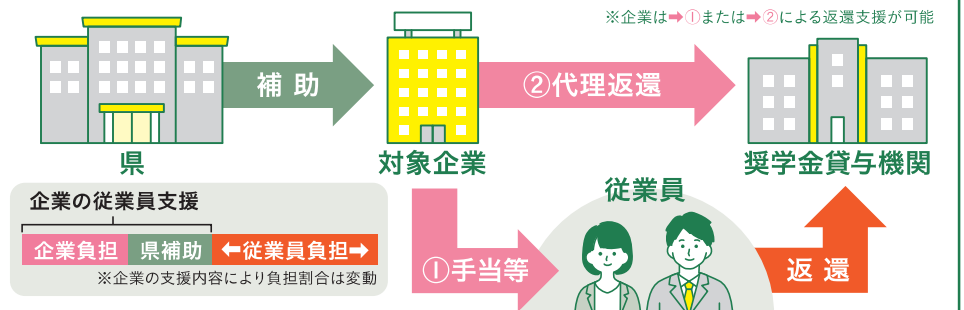 ※企業は➡①または➡②による返還支援が可能
補助
②代理返還
県
対象企業
奨学金貸与機関
企業の従業員支援
企業負担
県補助
⬅従業員負担➡
※企業の支援内容により負担割合は変動
①手当等
従業員
返還